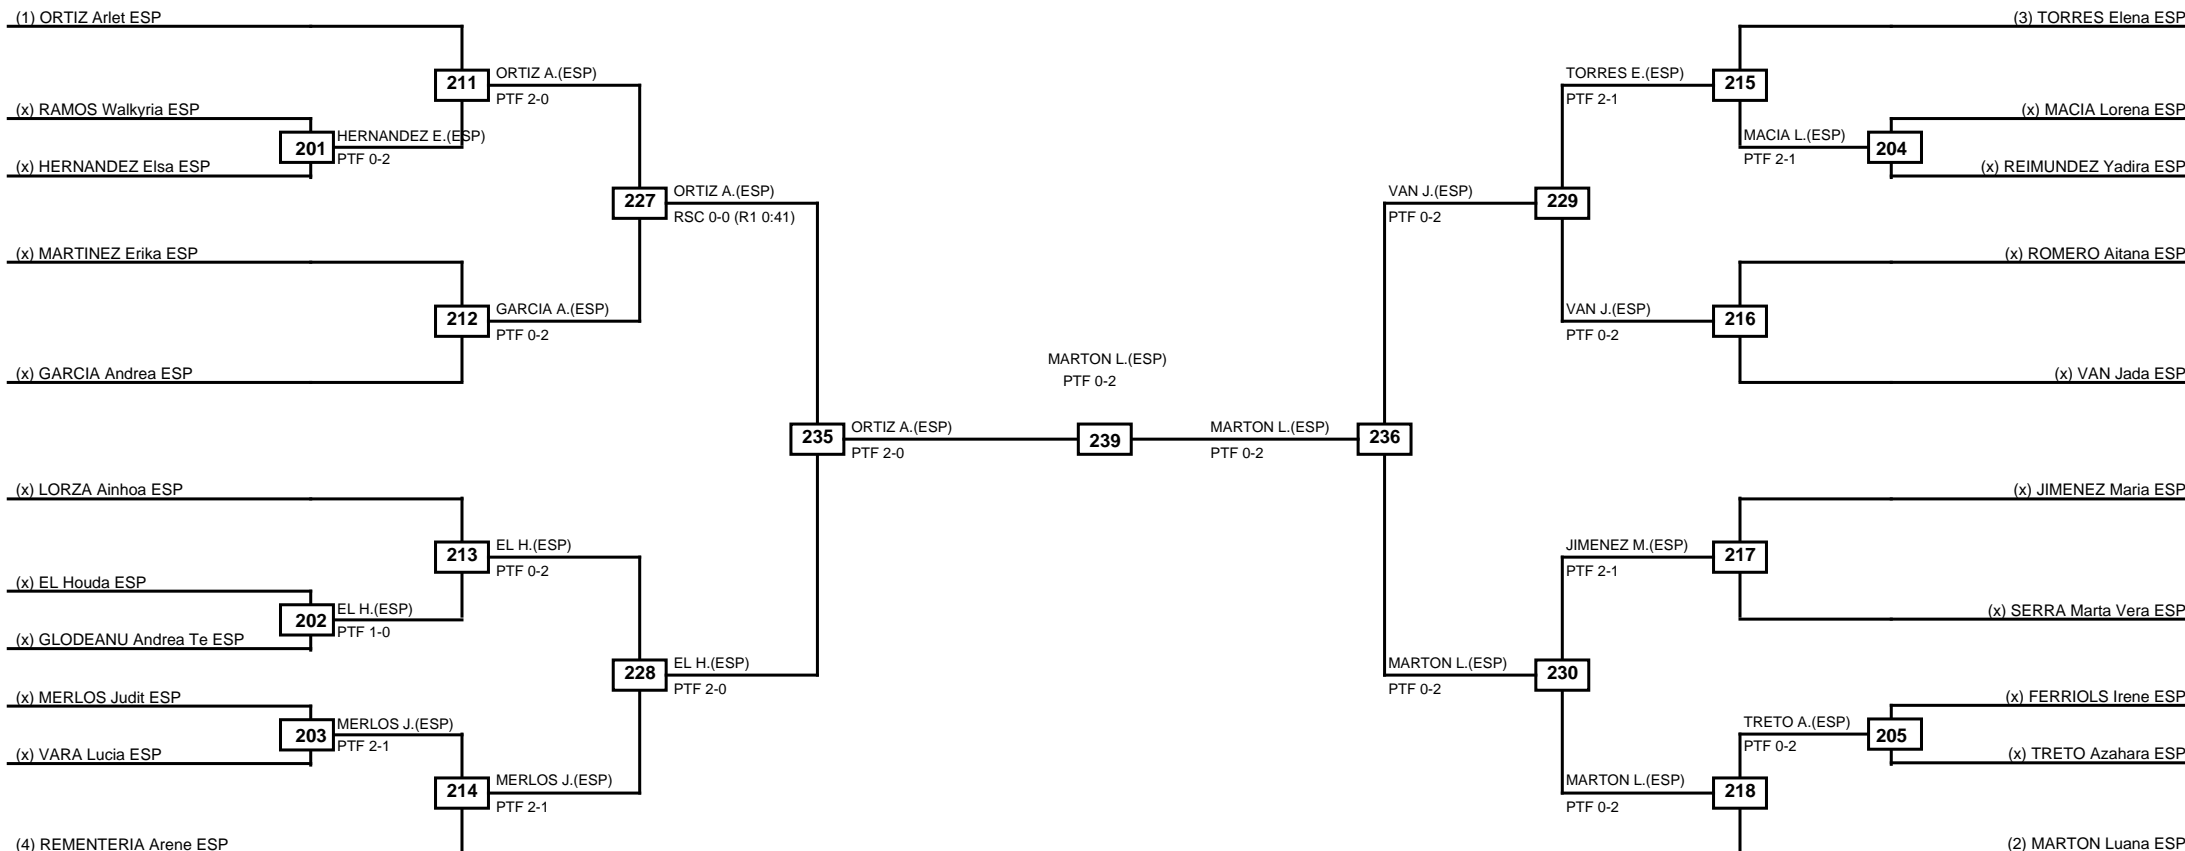 (1) ORTIZ Arlet ESP
(x) RAMOS Walkyria ESP
201
HERNANDEZ E.(ESP)
PTF 0-2
(x) HERNANDEZ Elsa ESP
211
ORTIZ A.(ESP)
PTF 2-0
(x) MARTINEZ Erika ESP
212
GARCIA A.(ESP)
PTF 0-2
(x) GARCIA Andrea ESP
227
ORTIZ A.(ESP)
RSC 0-0 (R1 0:41)
(x) LORZA Ainhoa ESP
213
EL H.(ESP)
PTF 0-2
(x) EL Houda ESP
202
EL H.(ESP)
PTF 1-0
(x) GLODEANU Andrea Te ESP
(x) MERLOS Judit ESP
203
MERLOS J.(ESP)
PTF 2-1
(x) VARA Lucia ESP
214
MERLOS J.(ESP)
PTF 2-1
(4) REMENTERIA Arene ESP
228
EL H.(ESP)
PTF 2-0
235
ORTIZ A.(ESP)
PTF 2-0
MARTON L.(ESP)
PTF 0-2
239
MARTON L.(ESP)
PTF 0-2
236
VAN J.(ESP)
PTF 0-2
229
TORRES E.(ESP)
PTF 2-1
215
(3) TORRES Elena ESP
MACIA L.(ESP)
PTF 2-1
204
(x) MACIA Lorena ESP
(x) REIMUNDEZ Yadira ESP
VAN J.(ESP)
PTF 0-2
216
(x) ROMERO Aitana ESP
(x) VAN Jada ESP
MARTON L.(ESP)
PTF 0-2
230
JIMENEZ M.(ESP)
PTF 2-1
217
(x) JIMENEZ Maria ESP
(x) SERRA Marta Vera ESP
TRETO A.(ESP)
PTF 0-2
205
(x) FERRIOLS Irene ESP
(x) TRETO Azahara ESP
MARTON L.(ESP)
PTF 0-2
218
(2) MARTON Luana ESP